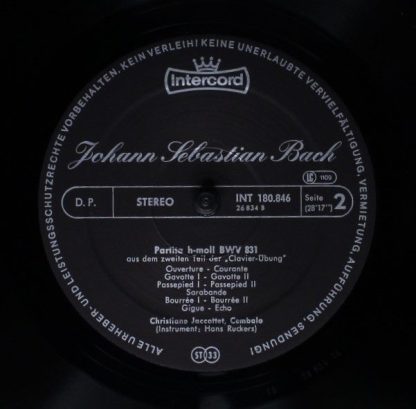 ALLE URHEBER- UND LEISTUNGSSCHUTZRECHTE VORBEHALTEN. KEIN VERLEIH! KEINE UNERLAUBTE VERVIELFÄLTIGUNG, VERMIETUNG, AUFFÜHRUNG, SENDUNG!
intercord
Johann Sebastian Bach
LC 1109
D. P. STEREO INT 180.846 Seite 2
26 834 B (28'17")
Partita h-moll BWV 831
aus dem zweiten Teil der „Clavier-Übung"
Ouverture - Courante
Gavotte I - Gavotte II
Passepied I - Passepied II
Sarabande
Bourrée I - Bourrée II
Gigue - Echo
Christiane Jaccottet, Cembalo
(Instrument: Hans Ruckers)
ST 33